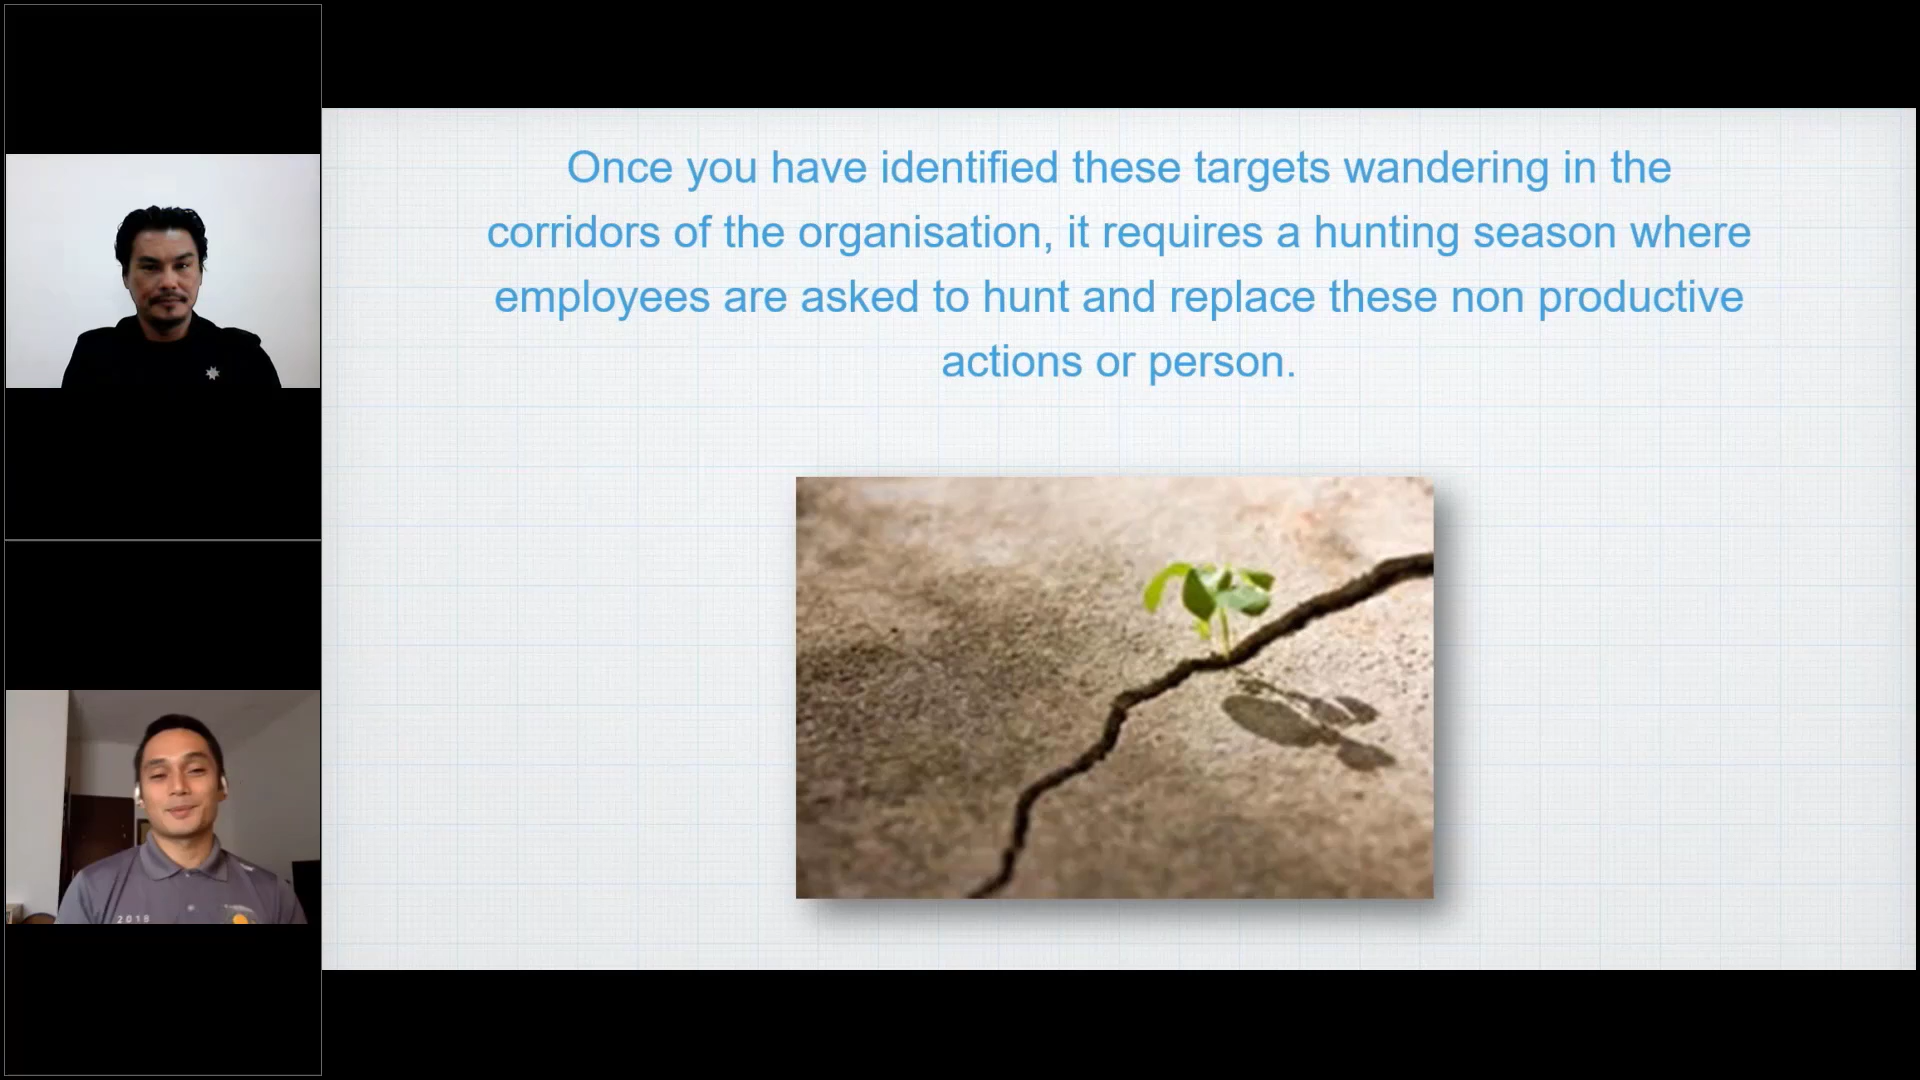 Once you have identified these targets wandering in the
corridors of the organisation, it requires a hunting season where
employees are asked to hunt and replace these non productive
actions or person.
2018